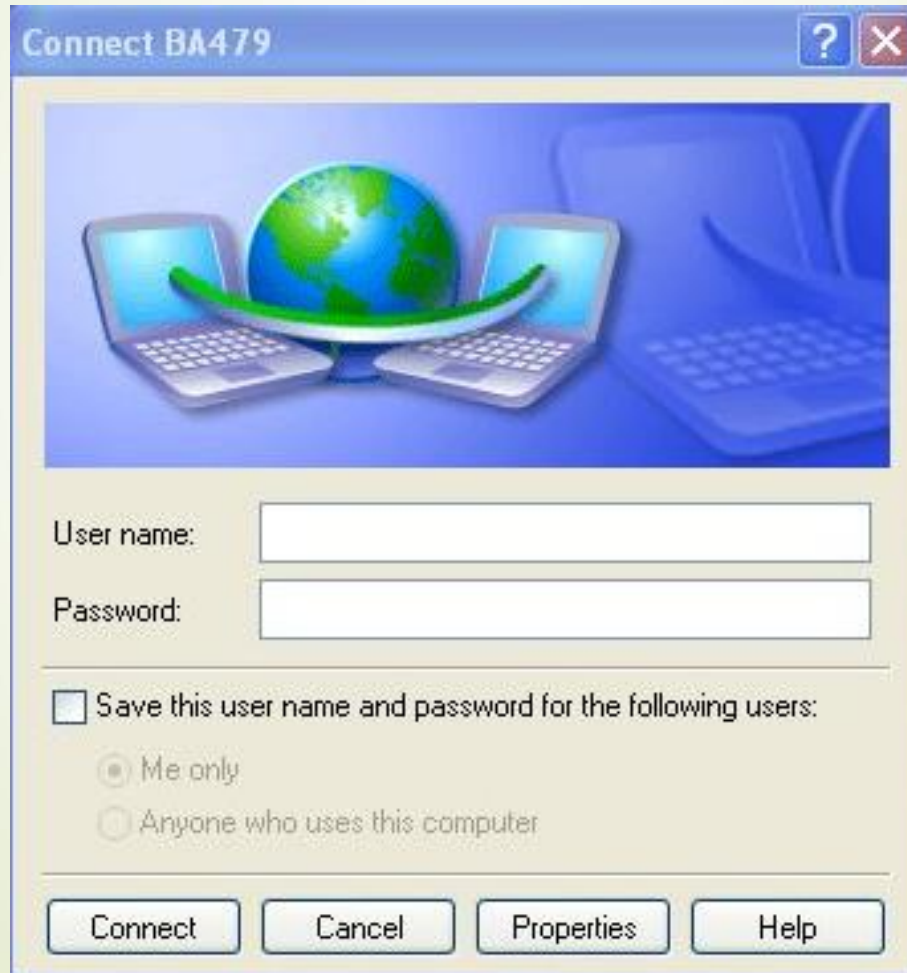 Connect BA479
User name:
Password:
Save this user name and password for the following users:
Me only
Anyone who uses this computer
Connect Cancel Properties Help